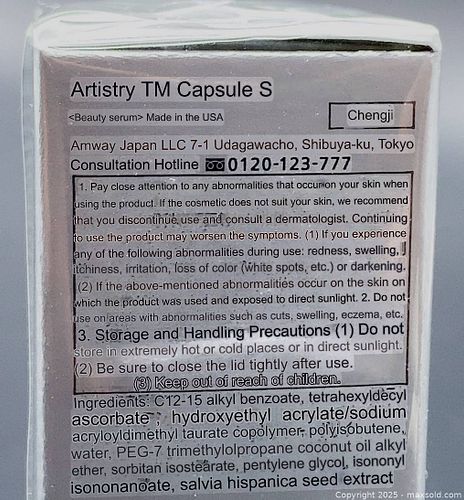 Artistry TM Capsule S
<Beauty serum> Made in the USA
Chengji
Amway Japan LLC 7-1 Udagawacho, Shibuya-ku, Tokyo
Consultation Hotline 0120-123-777
1. Pay close attention to any abnormalities that occur on your skin when
using the product. If the cosmetic does not suit your skin, we recommend
that you discontinue use and consult a dermatologist. Continuing
to use the product may worsen the symptoms. (1) If you experience
any of the following abnormalities during use: redness, swelling,
itchiness, irritation, loss of color (white spots, etc.) or darkening.
(2) If the above-mentioned abnormalities occur on the skin on
which the product was used and exposed to direct sunlight. 2. Do not
use on areas with abnormalities such as cuts, swelling, eczema, etc.
3. Storage and Handling Precautions (1) Do not
store in extremely hot or cold places or in direct sunlight.
(2) Be sure to close the lid tightly after use.
(3) Keep out of reach of children.
Ingredients: C12-15 alkyl benzoate, tetrahexyldecyl
ascorbate, hydroxyethyl acrylate/sodium
acryloyldimethyl taurate copolymer, polyisobutene,
water, PEG-7 trimethylolpropane coconut oil alkyl
ether, sorbitan isostearate, pentylene glycol, isononyl
isononanoate, salvia hispanica seed extract
Copyright 2025 - maxsold.com